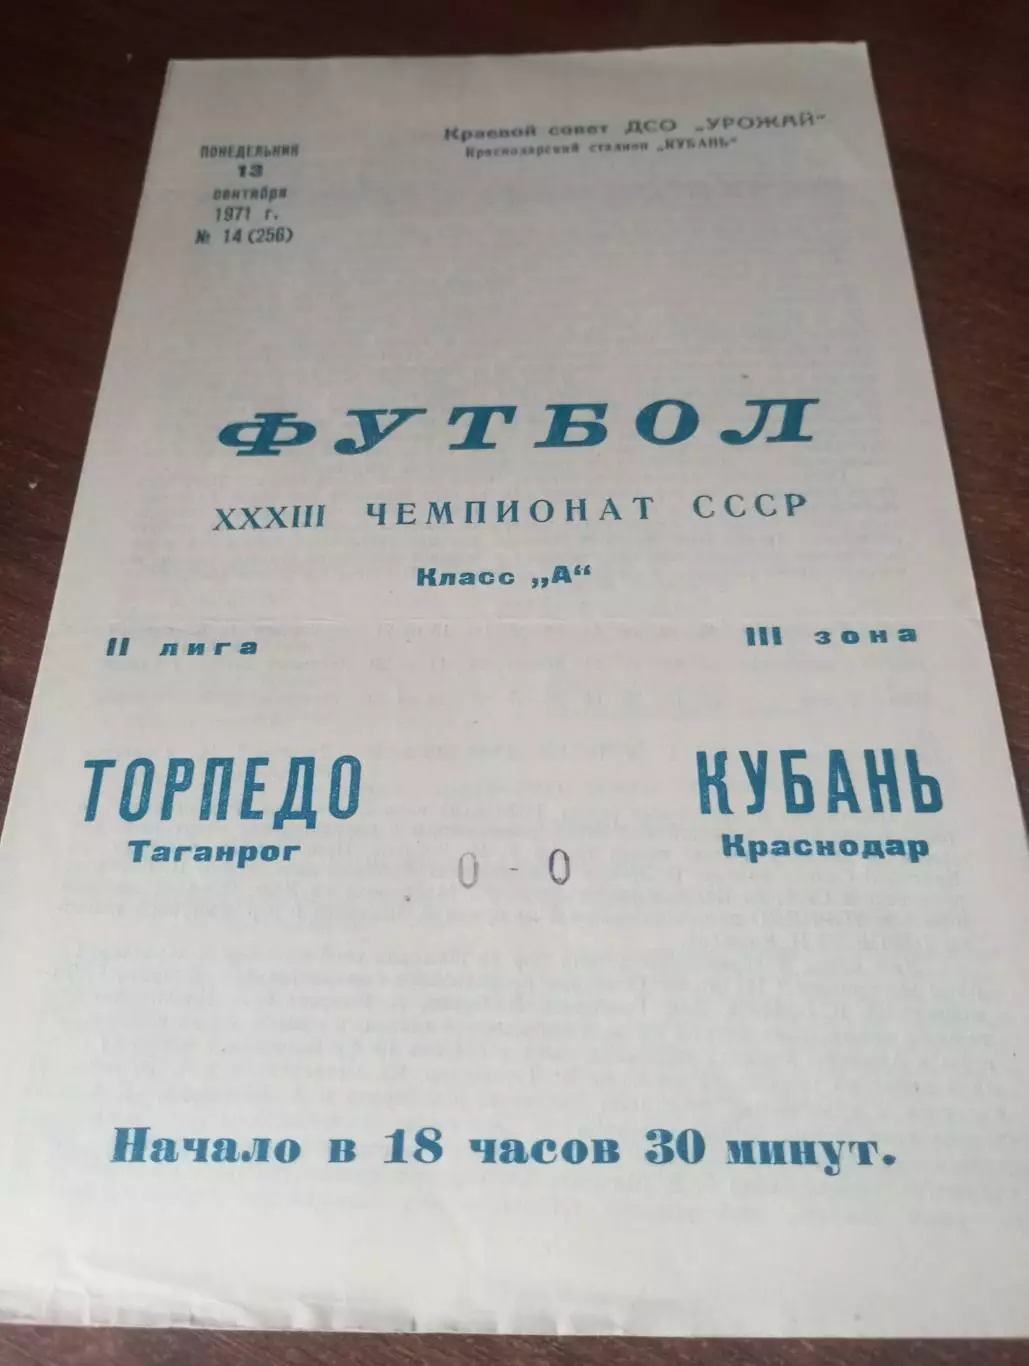 Краевой совет ДСО „УРОЖАЙ"
Краснодарский стадион „КУБАНЬ"
ПОНЕДЕЛЬНИК
13
сентября
1971 г.
№ 14 (256)
ФУТБОЛ
XXXIII ЧЕМПИОНАТ СССР
Класс „А“
II лига
III зона
ТОРПЕДО
Таганрог
КУБАНЬ
Краснодар
0 - 0
Начало в 18 часов 30 минут.